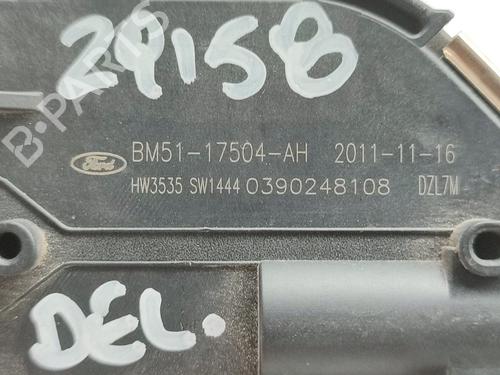 29158
B-PARTS
Ford BM51-17504-AH 2011-11-16
HW3535 SW1444 0390248108 DZL7M
DEL.